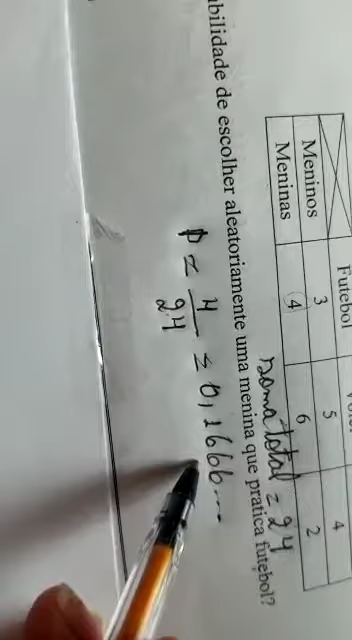 Futebol
Meninos 3 5 4
Meninas 4 6 2
soma total = 24
abilidade de escolher aleatoriamente uma menina que pratica futebol?
P = 4/24 = 0,1666...